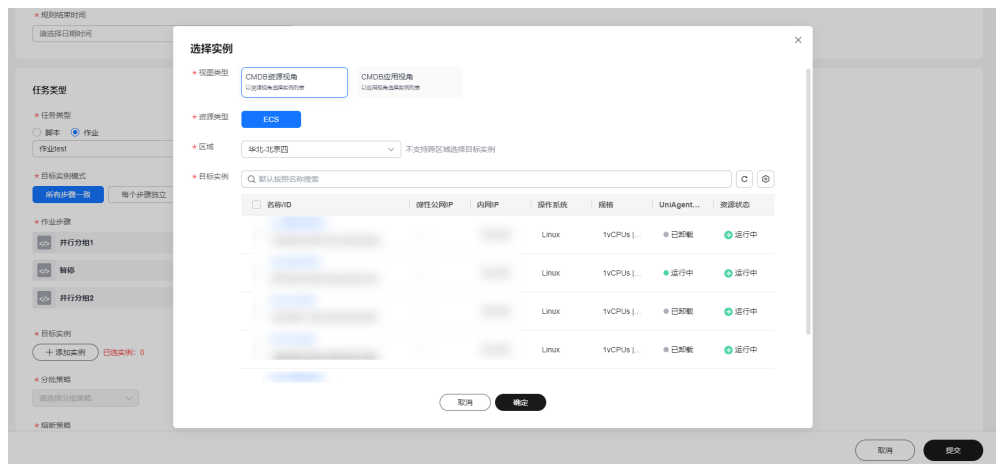 * 规则结束时间
请选择日期时间
任务类型
* 任务类型
脚本 作业
作业test
* 目标实例模式
所有步骤一致 每个步骤独立
* 作业步骤
</> 并行分组1
</> 暂停
</> 并行分组2
* 目标实例
+ 添加实例 已选实例：0
* 分批策略
请选择分批策略
* 熔断策略
选择实例
* 视图类型
CMDB资源视角
以资源视角选择实例列表
CMDB应用视角
以应用视角选择实例列表
* 资源类型 ECS
* 区域 华北-北京四 不支持跨区域选择目标实例
* 目标实例 默认按照名称搜索
名称/ID 弹性公网IP 内网IP 操作系统 规格 UniAgent... 资源状态
Linux 1vCPUs |... 已卸载 运行中
Linux 1vCPUs |... 运行中 运行中
Linux 1vCPUs |... 已卸载 运行中
Linux 1vCPUs |... 已卸载 运行中
取消 确定
取消 提交